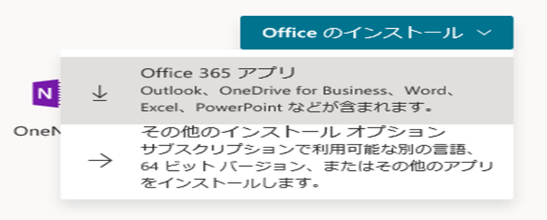 Office のインストール
Office 365 アプリ
Outlook、OneDrive for Business、Word、
Excel、PowerPoint などが含まれます。
N
OneN
その他のインストール オプション
サブスクリプションで利用可能な別の言語、
64 ビット バージョン、またはその他のアプリ
をインストールします。